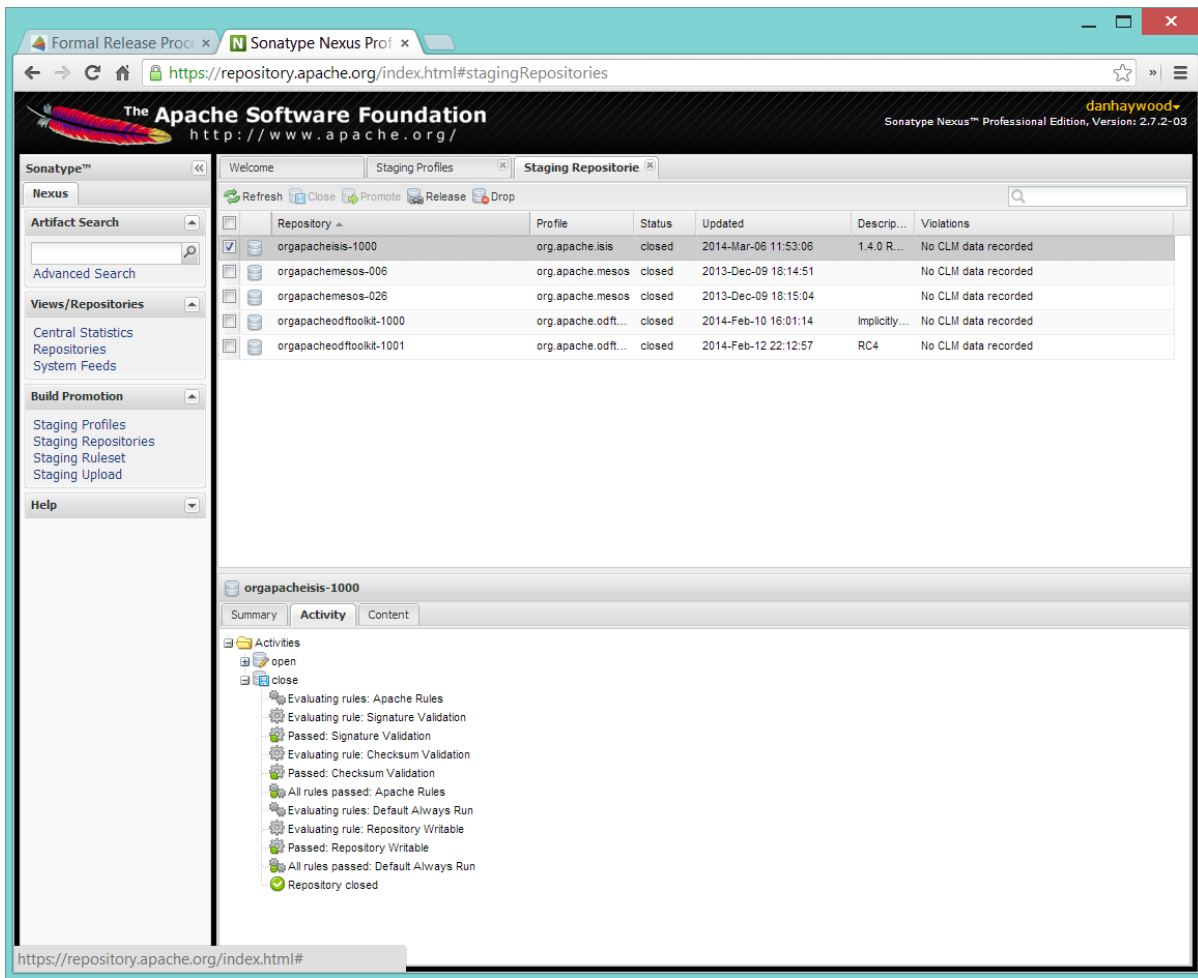 Formal Release Proc
Sonatype Nexus Prof
https://repository.apache.org/index.html#stagingRepositories
The Apache Software Foundation
http://www.apache.org/
danhaywood
Sonatype Nexus™ Professional Edition, Version: 2.7.2-03
Sonatype™
Nexus
Artifact Search
Advanced Search
Views/Repositories
Central Statistics
Repositories
System Feeds
Build Promotion
Staging Profiles
Staging Repositories
Staging Ruleset
Staging Upload
Help
Welcome Staging Profiles Staging Repositorie
Refresh Close Promote Release Drop
Repository Profile Status Updated Descrip... Violations
orgapacheisis-1000 org.apache.isis closed 2014-Mar-06 11:53:06 1.4.0 R... No CLM data recorded
orgapachemesos-006 org.apache.mesos closed 2013-Dec-09 18:14:51 No CLM data recorded
orgapachemesos-026 org.apache.mesos closed 2013-Dec-09 18:15:04 No CLM data recorded
orgapacheodftoolkit-1000 org.apache.odft... closed 2014-Feb-10 16:01:14 Implicitly... No CLM data recorded
orgapacheodftoolkit-1001 org.apache.odft... closed 2014-Feb-12 22:12:57 RC4 No CLM data recorded
orgapacheisis-1000
Summary Activity Content
Activities
open
close
Evaluating rules: Apache Rules
Evaluating rule: Signature Validation
Passed: Signature Validation
Evaluating rule: Checksum Validation
Passed: Checksum Validation
All rules passed: Apache Rules
Evaluating rules: Default Always Run
Evaluating rule: Repository Writable
Passed: Repository Writable
All rules passed: Default Always Run
Repository closed
https://repository.apache.org/index.html#